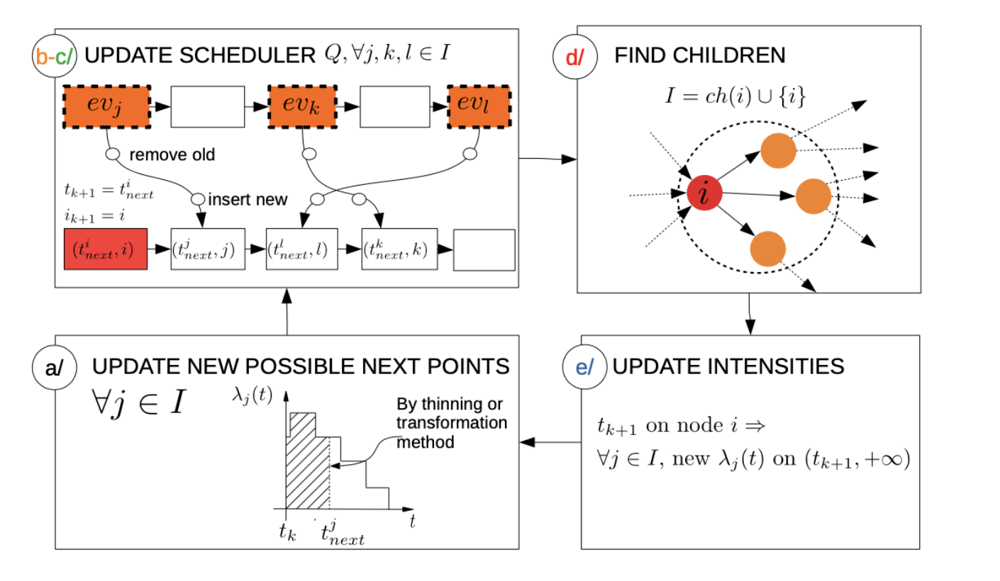 b-c/ UPDATE SCHEDULER Q, ∀j, k, l ∈ I
ev_j ev_k ev_l
remove old
t_{k+1} = t^i_{next}
insert new
i_{k+1} = i
(t^i_{next}, i) (t^j_{next}, j) (t^l_{next}, l) (t^k_{next}, k)
d/ FIND CHILDREN
I = ch(i) ∪ {i}
i
a/ UPDATE NEW POSSIBLE NEXT POINTS
∀j ∈ I
λ_j(t)
By thinning or
transformation
method
t
t_k t^j_{next}
e/ UPDATE INTENSITIES
t_{k+1} on node i ⇒
∀j ∈ I, new λ_j(t) on (t_{k+1}, +∞)